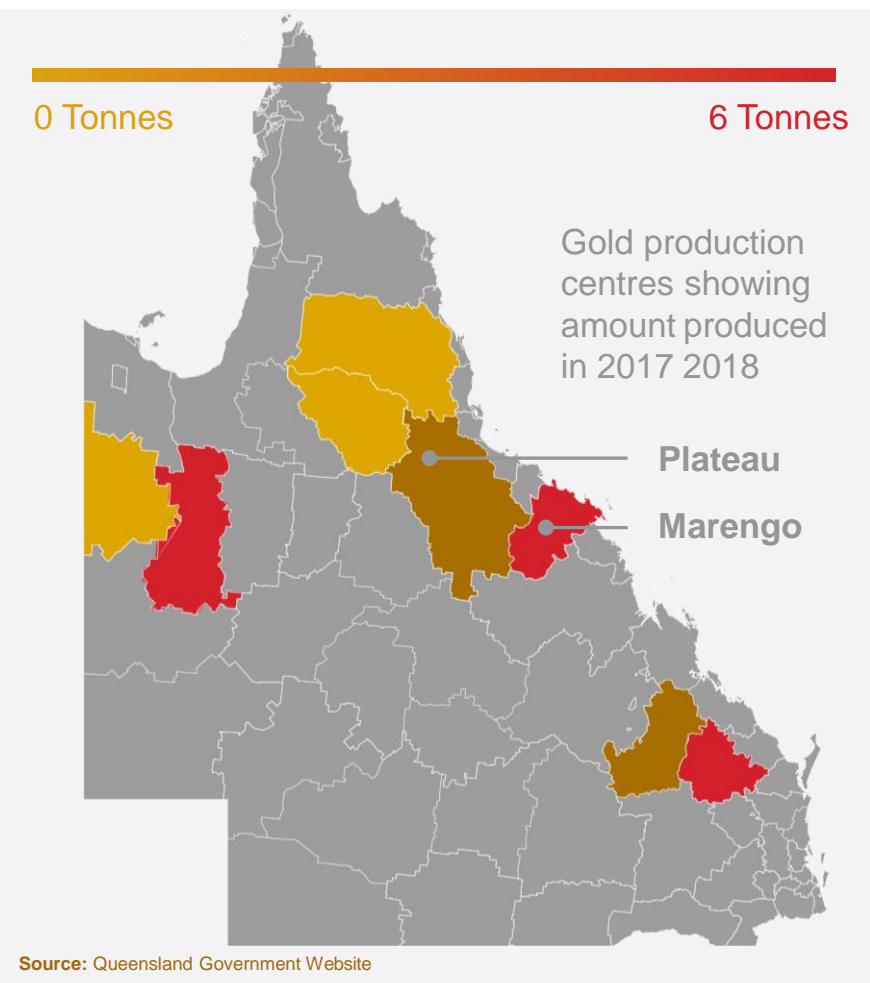 0 Tonnes
6 Tonnes
Gold production
centres showing
amount produced
in 2017 2018
Plateau
Marengo
Source: Queensland Government Website